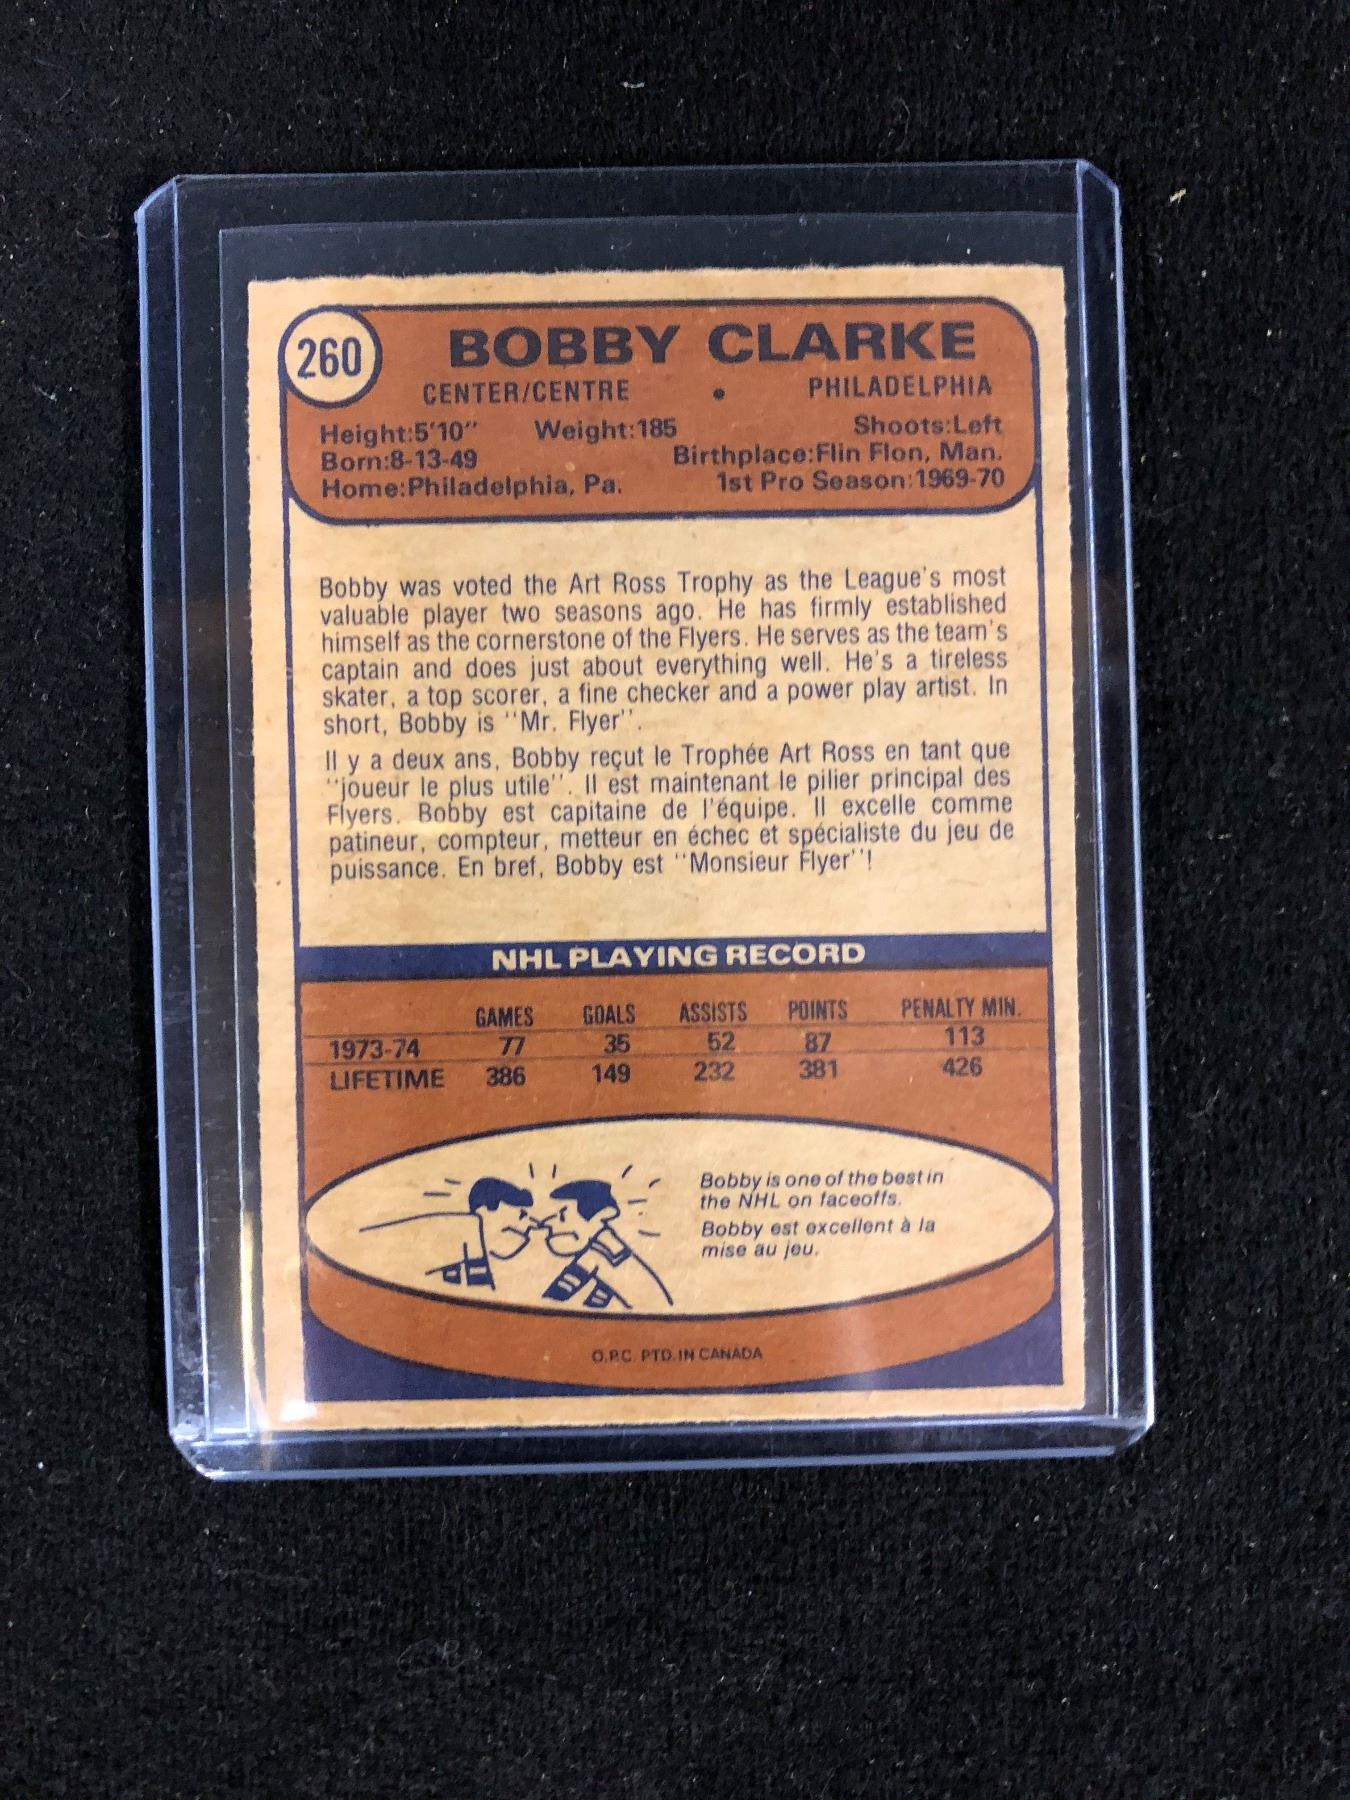 260
BOBBY CLARKE
CENTER/CENTRE • PHILADELPHIA
Height:5'10" Weight:185 Shoots:Left
Born:8-13-49 Birthplace:Flin Flon, Man.
Home:Philadelphia, Pa. 1st Pro Season:1969-70
Bobby was voted the Art Ross Trophy as the League's most
valuable player two seasons ago. He has firmly established
himself as the cornerstone of the Flyers. He serves as the team's
captain and does just about everything well. He's a tireless
skater, a top scorer, a fine checker and a power play artist. In
short, Bobby is "Mr. Flyer".
Il y a deux ans, Bobby reçut le Trophée Art Ross en tant que
"joueur le plus utile". Il est maintenant le pilier principal des
Flyers. Bobby est capitaine de l'équipe. Il excelle comme
patineur, compteur, metteur en échec et spécialiste du jeu de
puissance. En bref, Bobby est "Monsieur Flyer"!
NHL PLAYING RECORD
GAMES GOALS ASSISTS POINTS PENALTY MIN.
1973-74 77 35 52 87 113
LIFETIME 386 149 232 381 426
Bobby is one of the best in
the NHL on faceoffs.
Bobby est excellent à la
mise au jeu.
O.P.C. PTD. IN CANADA